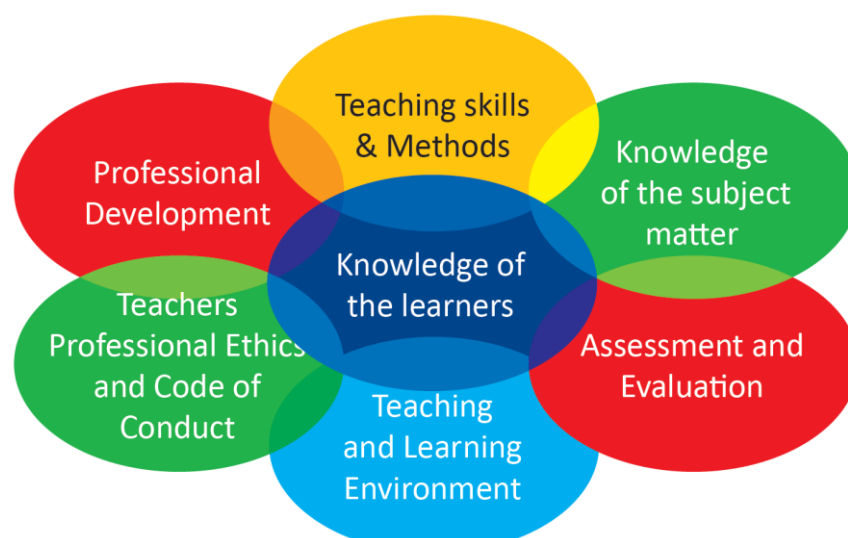 Teaching skills
& Methods
Professional
Development
Knowledge
of the subject
matter
Knowledge of
the learners
Teachers
Professional Ethics
and Code of
Conduct
Assessment and
Evaluation
Teaching
and Learning
Environment